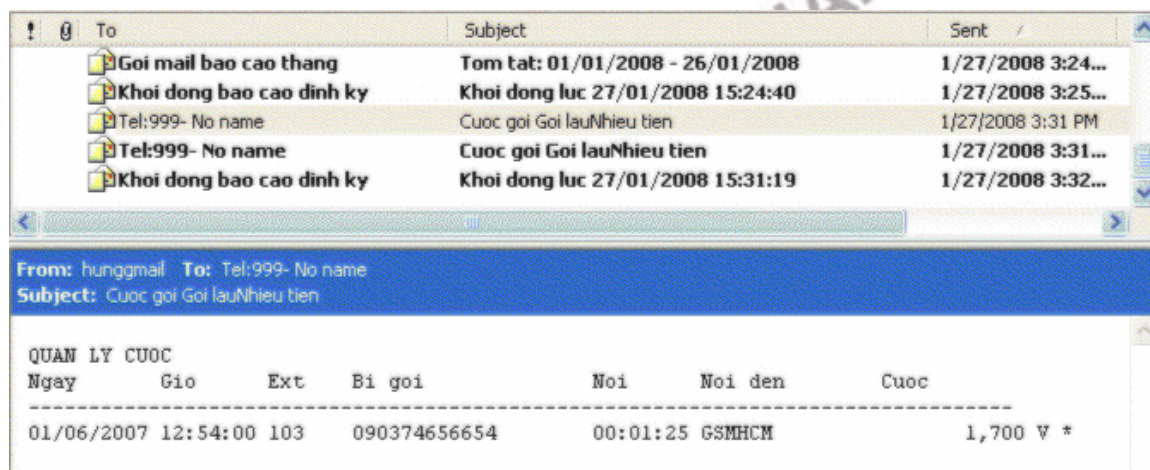 ! To Subject Sent
Goi mail bao cao thang Tom tat: 01/01/2008 - 26/01/2008 1/27/2008 3:24...
Khoi dong bao cao dinh ky Khoi dong luc 27/01/2008 15:24:40 1/27/2008 3:25...
Tel:999- No name Cuoc goi Goi lauNhieu tien 1/27/2008 3:31 PM
Tel:999- No name Cuoc goi Goi lauNhieu tien 1/27/2008 3:31...
Khoi dong bao cao dinh ky Khoi dong luc 27/01/2008 15:31:19 1/27/2008 3:32...
From: hunggmail To: Tel:999- No name
Subject: Cuoc goi Goi lauNhieu tien
QUAN LY CUOC
Ngay Gio Ext Bi goi Noi Noi den Cuoc
------------------------------------------------------------------------------------
01/06/2007 12:54:00 103 090374656654 00:01:25 GSMHCM 1,700 V *